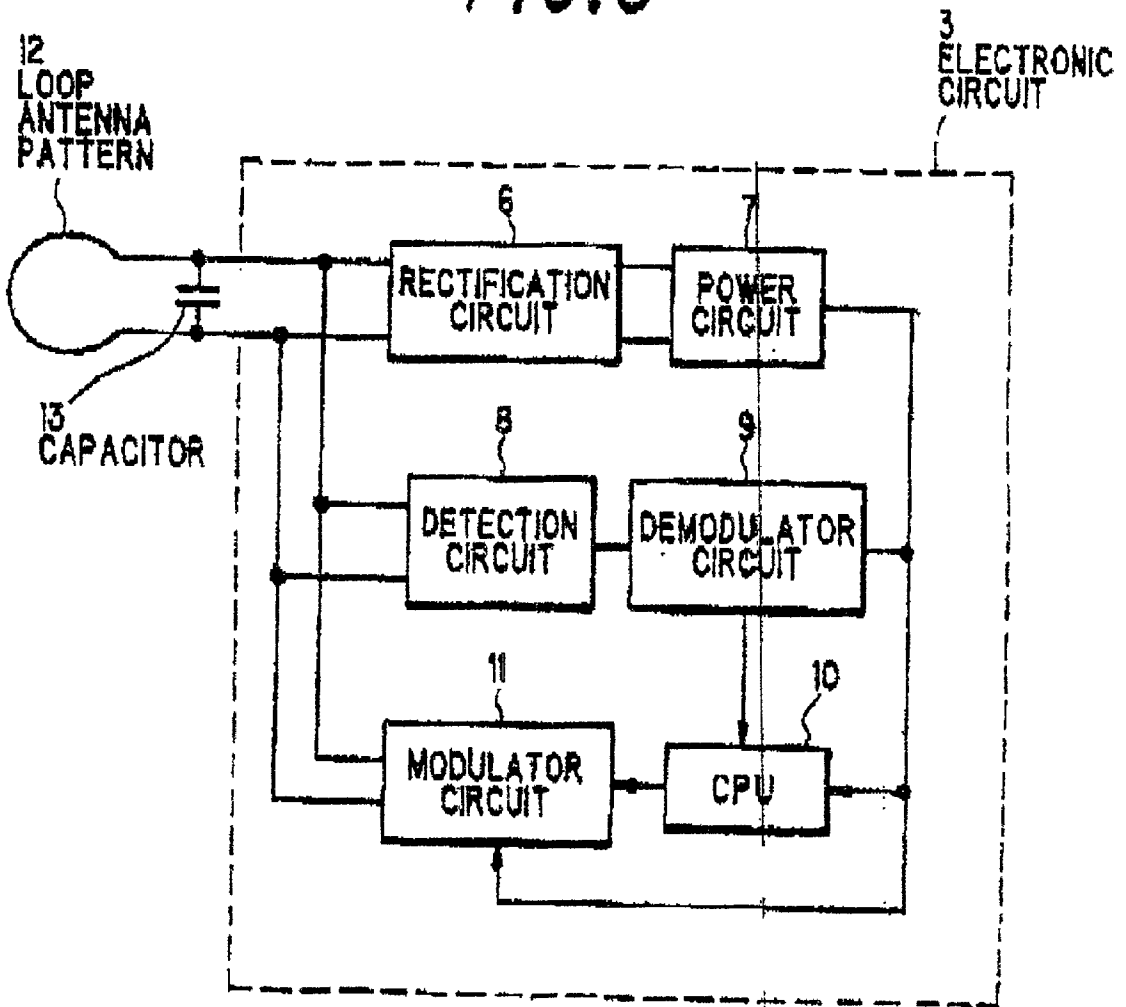 12
LOOP
ANTENNA
PATTERN
3
ELECTRONIC
CIRCUIT
6
RECTIFICATION
CIRCUIT
7
POWER
CIRCUIT
13
CAPACITOR
8
DETECTION
CIRCUIT
9
DEMODULATOR
CIRCUIT
11
MODULATOR
CIRCUIT
10
CPU